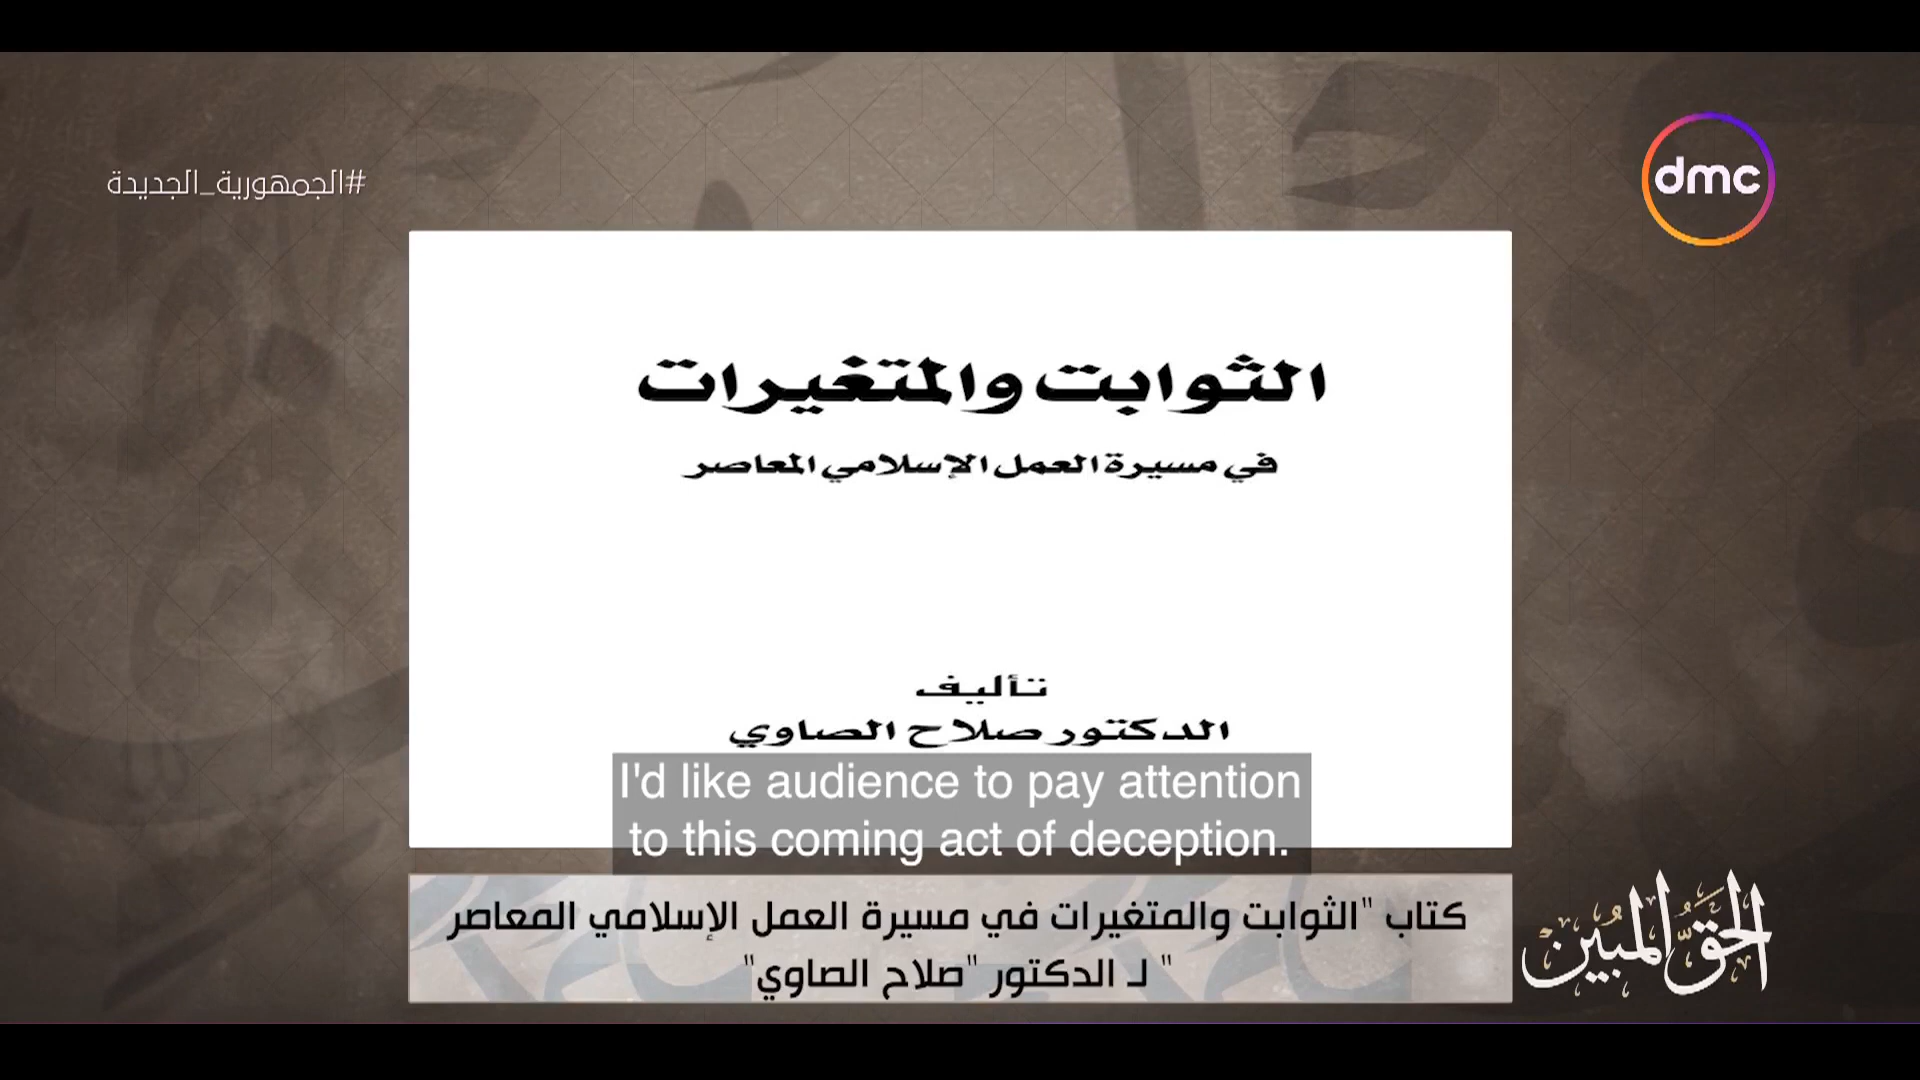 #الجمهورية_الجديدة
dmc
الثوابت والمتغيرات
في مسيرة العمل الإسلامي المعاصر
تأليف
الدكتور صلاح الصاوي
I'd like audience to pay attention
to this coming act of deception.
كتاب "الثوابت والمتغيرات في مسيرة العمل الإسلامي المعاصر
" لـ الدكتور "صلاح الصاوي"
الحق المبين